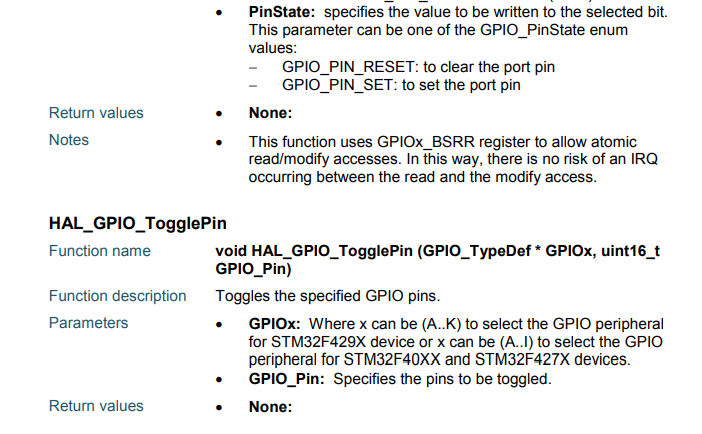 • PinState: specifies the value to be written to the selected bit.
This parameter can be one of the GPIO_PinState enum
values:
– GPIO_PIN_RESET: to clear the port pin
– GPIO_PIN_SET: to set the port pin
Return values • None:
Notes • This function uses GPIOx_BSRR register to allow atomic
read/modify accesses. In this way, there is no risk of an IRQ
occurring between the read and the modify access.
HAL_GPIO_TogglePin
Function name void HAL_GPIO_TogglePin (GPIO_TypeDef * GPIOx, uint16_t
GPIO_Pin)
Function description Toggles the specified GPIO pins.
Parameters • GPIOx: Where x can be (A..K) to select the GPIO peripheral
for STM32F429X device or x can be (A..I) to select the GPIO
peripheral for STM32F40XX and STM32F427X devices.
• GPIO_Pin: Specifies the pins to be toggled.
Return values • None: